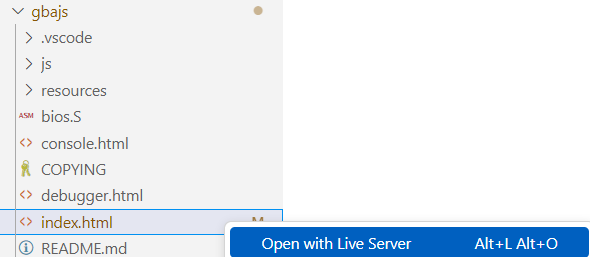 gbajs
.vscode
js
resources
ASM bios.S
<> console.html
COPYING
<> debugger.html
<> index.html M
Open with Live Server Alt+L Alt+O
README.md